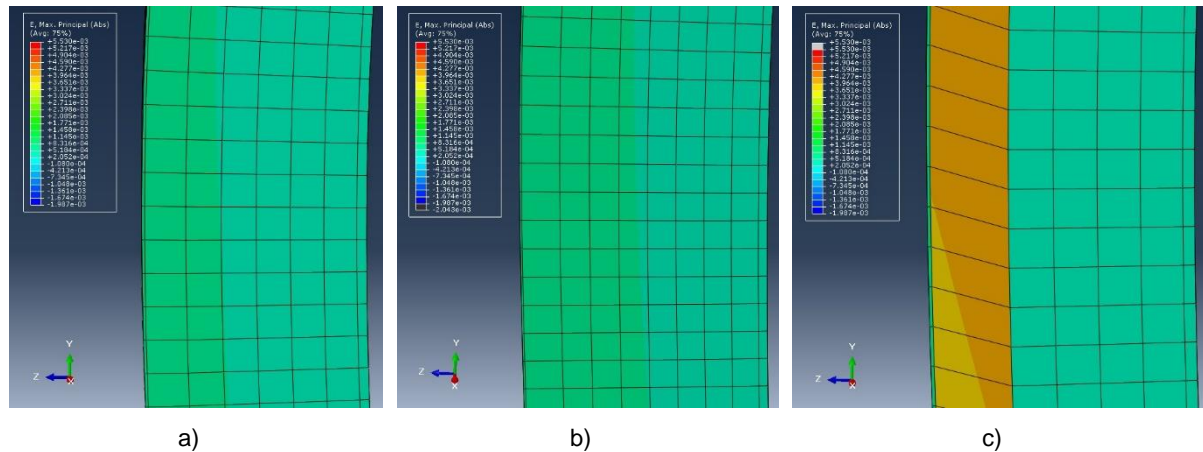 E, Max. Principal (Abs)
(Avg: 75%)
+5.530e-03
+5.217e-03
+4.904e-03
+4.590e-03
+4.277e-03
+3.964e-03
+3.651e-03
+3.337e-03
+3.024e-03
+2.711e-03
+2.398e-03
+2.085e-03
+1.771e-03
+1.458e-03
+1.145e-03
+8.316e-04
+5.184e-04
+2.052e-04
-1.080e-04
-4.213e-04
-7.345e-04
-1.048e-03
-1.361e-03
-1.674e-03
-1.987e-03
Y
Z
X
E, Max. Principal (Abs)
(Avg: 75%)
+5.530e-03
+5.217e-03
+4.904e-03
+4.590e-03
+4.277e-03
+3.964e-03
+3.651e-03
+3.337e-03
+3.024e-03
+2.711e-03
+2.398e-03
+2.085e-03
+1.771e-03
+1.458e-03
+1.145e-03
+8.316e-04
+5.184e-04
+2.052e-04
-1.080e-04
-4.213e-04
-7.345e-04
-1.048e-03
-1.361e-03
-1.674e-03
-1.987e-03
-2.043e-03
Y
Z
X
E, Max. Principal (Abs)
(Avg: 75%)
+5.530e-03
+5.530e-03
+5.217e-03
+4.904e-03
+4.590e-03
+4.277e-03
+3.964e-03
+3.651e-03
+3.337e-03
+3.024e-03
+2.711e-03
+2.398e-03
+2.085e-03
+1.771e-03
+1.458e-03
+1.145e-03
+8.316e-04
+5.184e-04
+2.052e-04
-1.080e-04
-4.213e-04
-7.345e-04
-1.048e-03
-1.361e-03
-1.674e-03
-1.987e-03
Y
Z
X
a)
b)
c)